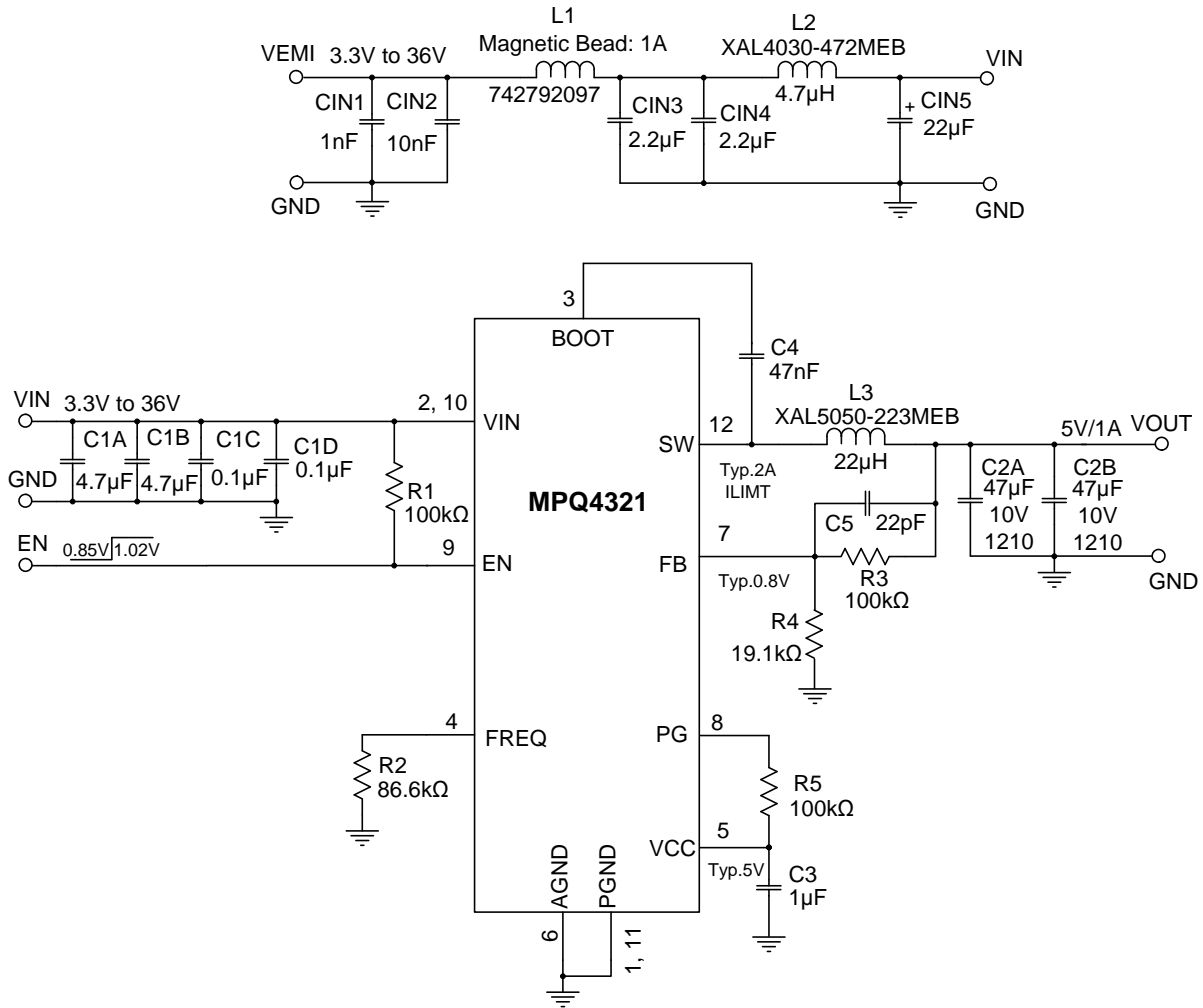 L1
Magnetic Bead: 1A
742792097
L2
XAL4030-472MEB
4.7µH
VEMI
3.3V to 36V
VIN
CIN1
1nF
CIN2
10nF
CIN3
2.2µF
CIN4
2.2µF
+
CIN5
22µF
GND
GND
3
BOOT
C4
47nF
VIN
3.3V to 36V
2, 10
VIN
C1A
4.7µF
C1B
4.7µF
C1C
0.1µF
C1D
0.1µF
GND
R1
100kΩ
EN
0.85V 1.02V
9
EN
MPQ4321
12
SW
Typ.2A
ILIMT
L3
XAL5050-223MEB
22µH
5V/1A
VOUT
C2A
47µF
10V
1210
C2B
47µF
10V
1210
GND
C5
22pF
7
FB
Typ.0.8V
R3
100kΩ
R4
19.1kΩ
4
FREQ
R2
86.6kΩ
8
PG
R5
100kΩ
5
VCC
Typ.5V
C3
1µF
AGND
PGND
6
1, 11